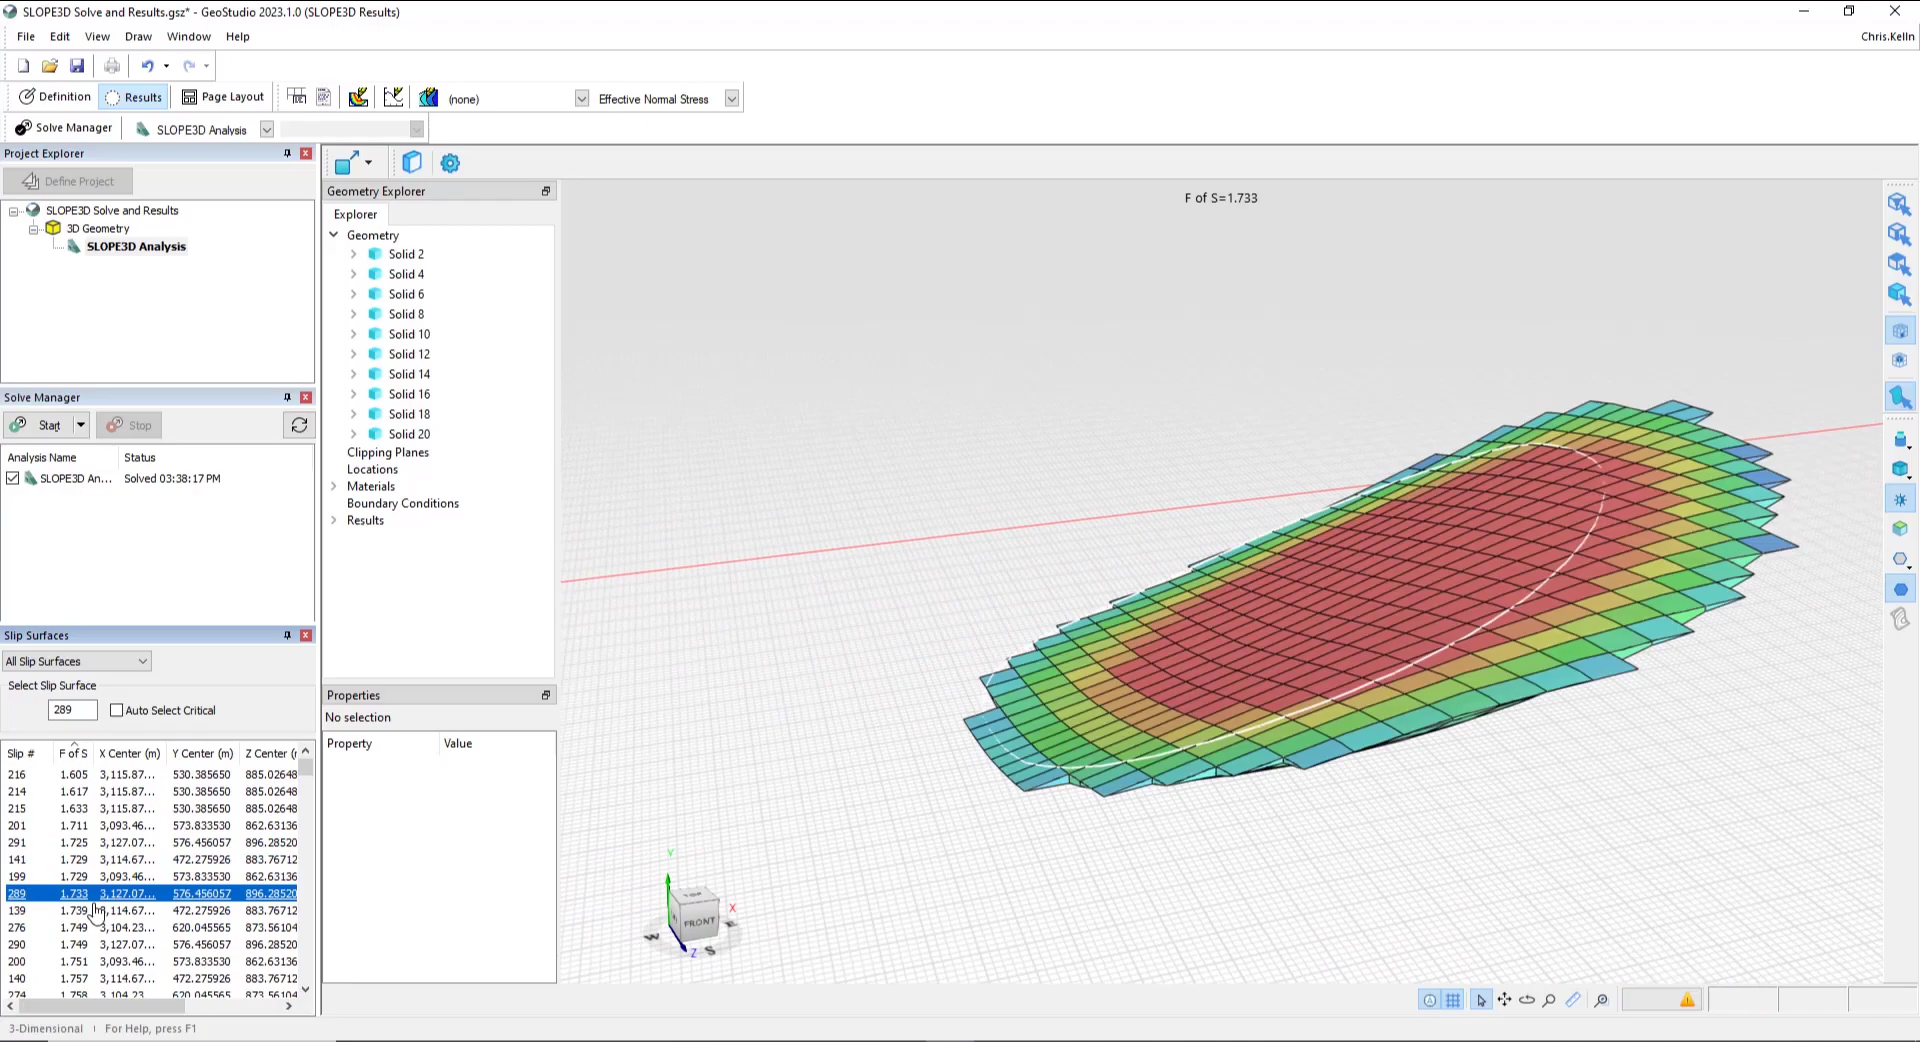 SLOPE3D Solve and Results.gsz* - GeoStudio 2023.1.0 (SLOPE3D Results)
File Edit View Draw Window Help
Chris.Kelln
Definition Results Page Layout (none) Effective Normal Stress
Solve Manager SLOPE3D Analysis
Project Explorer
Define Project
SLOPE3D Solve and Results
3D Geometry
SLOPE3D Analysis
Solve Manager
Start Stop
Analysis Name Status
SLOPE3D An... Solved 03:38:17 PM
Slip Surfaces
All Slip Surfaces
Select Slip Surface
289 Auto Select Critical
Slip # F of S X Center (m) Y Center (m) Z Center (
216 1.605 3,115.87... 530.385650 885.02648
214 1.617 3,115.87... 530.385650 885.02648
215 1.633 3,115.87... 530.385650 885.02648
201 1.711 3,093.46... 573.833530 862.63136
291 1.725 3,127.07... 576.456057 896.28520
141 1.729 3,114.67... 472.275926 883.76712
199 1.729 3,093.46... 573.833530 862.63136
289 1.733 3,127.07... 576.456057 896.28520
139 1.739 ,114.67... 472.275926 883.76712
276 1.749 3,104.23... 620.045565 873.56104
290 1.749 3,127.07... 576.456057 896.28520
200 1.751 3,093.46... 573.833530 862.63136
140 1.757 3,114.67... 472.275926 883.76712
274 1.758 3,104.23... 620.045565 873.56104
Geometry Explorer
Explorer
Geometry
Solid 2
Solid 4
Solid 6
Solid 8
Solid 10
Solid 12
Solid 14
Solid 16
Solid 18
Solid 20
Clipping Planes
Locations
Materials
Boundary Conditions
Results
Properties
No selection
Property Value
F of S=1.733
Y
TOP
X
FRONT
E
W
Z S
3-Dimensional For Help, press F1